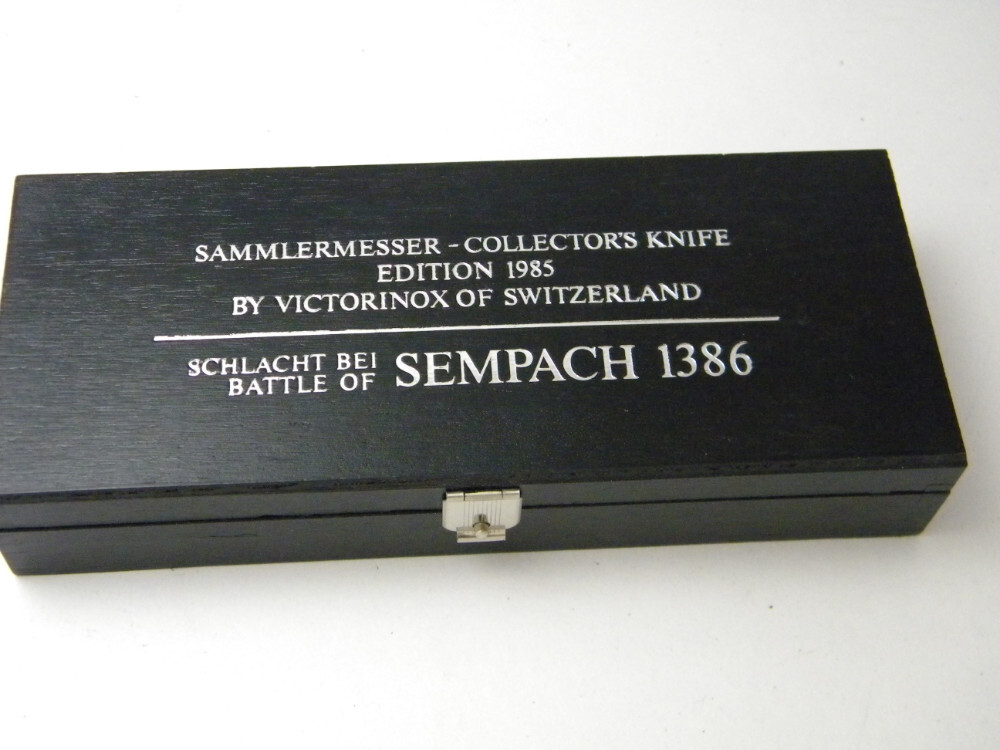 SAMMLERMESSER - COLLECTOR'S KNIFE
EDITION 1985
BY VICTORINOX OF SWITZERLAND
SCHLACHT BEI
BATTLE OF
SEMPACH 1386